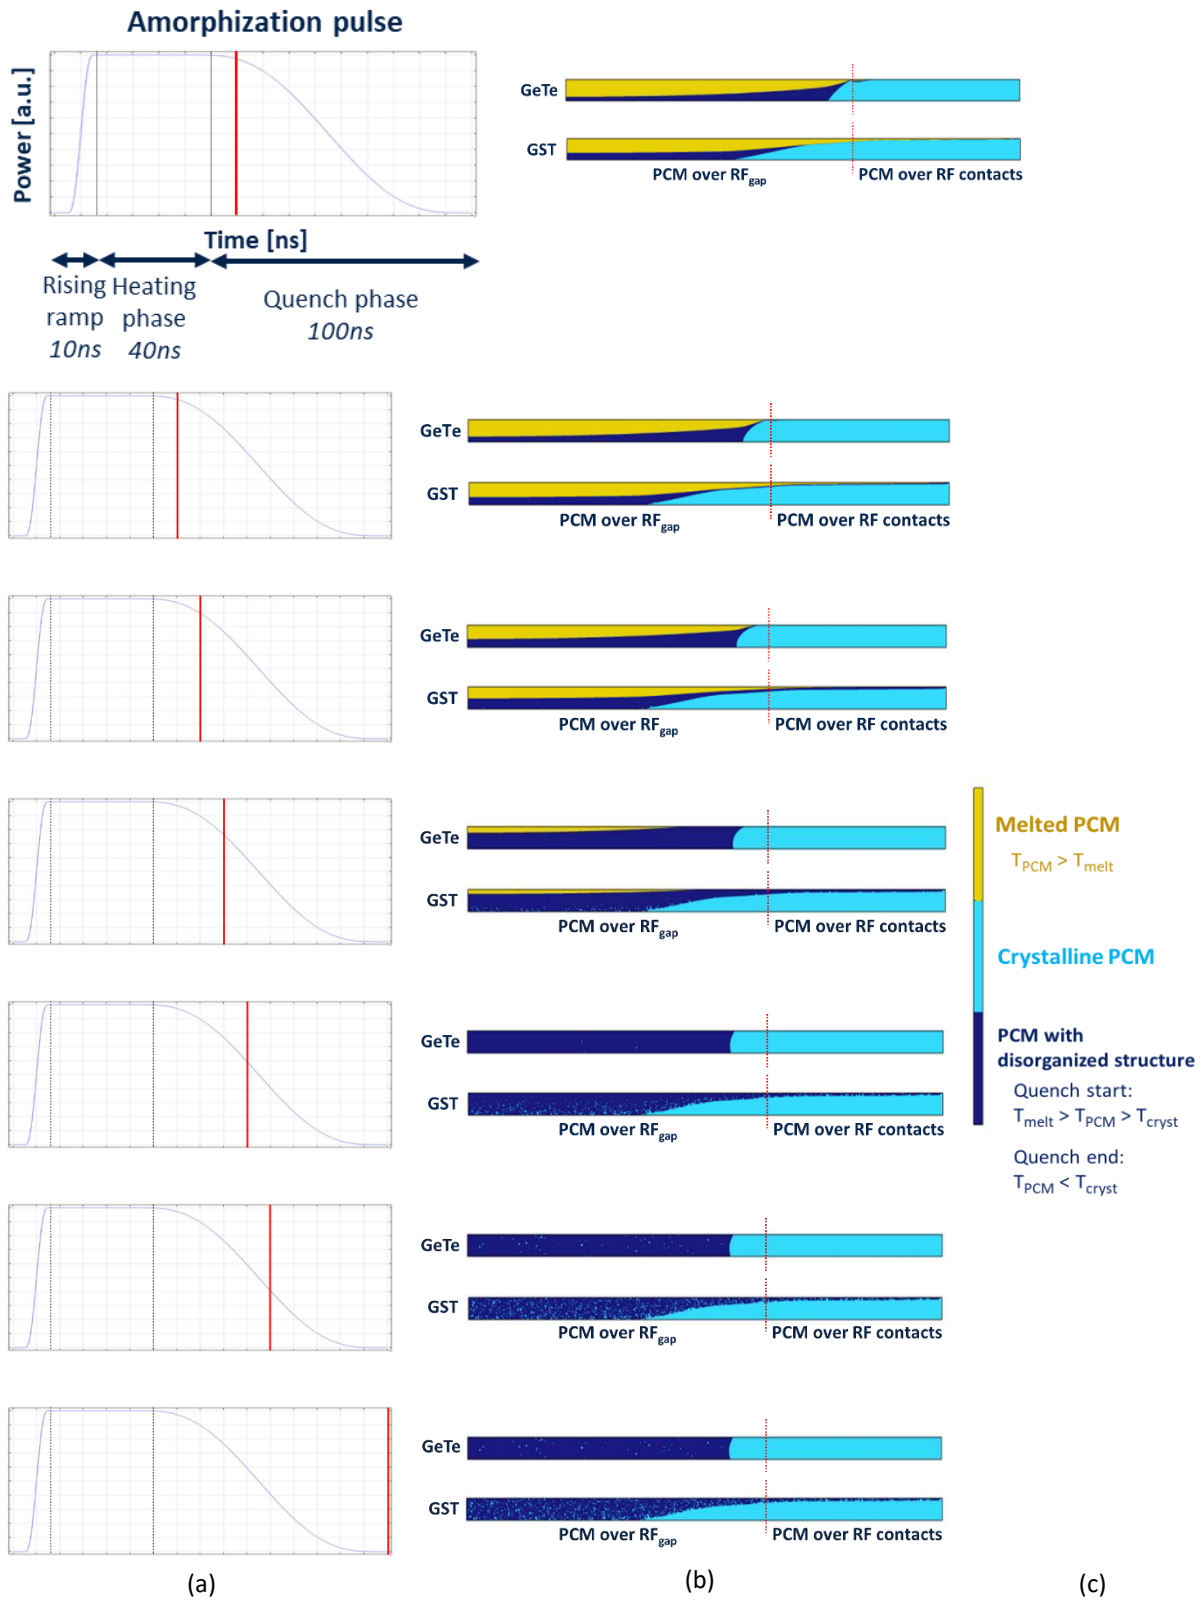 Amorphization pulse
Power [a.u.]
Time [ns]
Rising ramp 10ns
Heating phase 40ns
Quench phase 100ns
GeTe
GST
PCM over RFgap
PCM over RF contacts
GeTe
GST
PCM over RFgap
PCM over RF contacts
GeTe
GST
PCM over RFgap
PCM over RF contacts
GeTe
GST
PCM over RFgap
PCM over RF contacts
GeTe
GST
PCM over RFgap
PCM over RF contacts
GeTe
GST
PCM over RFgap
PCM over RF contacts
GeTe
GST
PCM over RFgap
PCM over RF contacts
Melted PCM
TPCM > Tmelt
Crystalline PCM
PCM with
disorganized structure
Quench start:
Tmelt > TPCM > Tcryst
Quench end:
TPCM < Tcryst
(a)
(b)
(c)